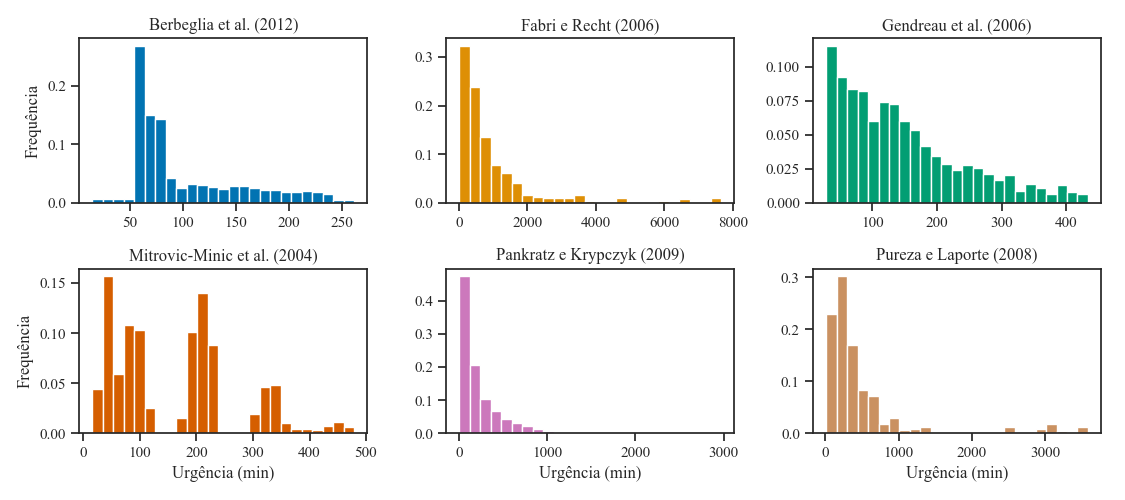 Berbeglia et al. (2012)
Fabri e Recht (2006)
Gendreau et al. (2006)
Frequência
0.2
0.1
0.0
50 100 150 200 250
0.3
0.2
0.1
0.0
0 2000 4000 6000 8000
0.100
0.075
0.050
0.025
0.000
100 200 300 400
Mitrovic-Minic et al. (2004)
Pankratz e Krypczyk (2009)
Pureza e Laporte (2008)
Frequência
0.15
0.10
0.05
0.00
0 100 200 300 400 500
Urgência (min)
0.4
0.3
0.2
0.1
0.0
0 1000 2000 3000
Urgência (min)
0.3
0.2
0.1
0.0
0 1000 2000 3000
Urgência (min)